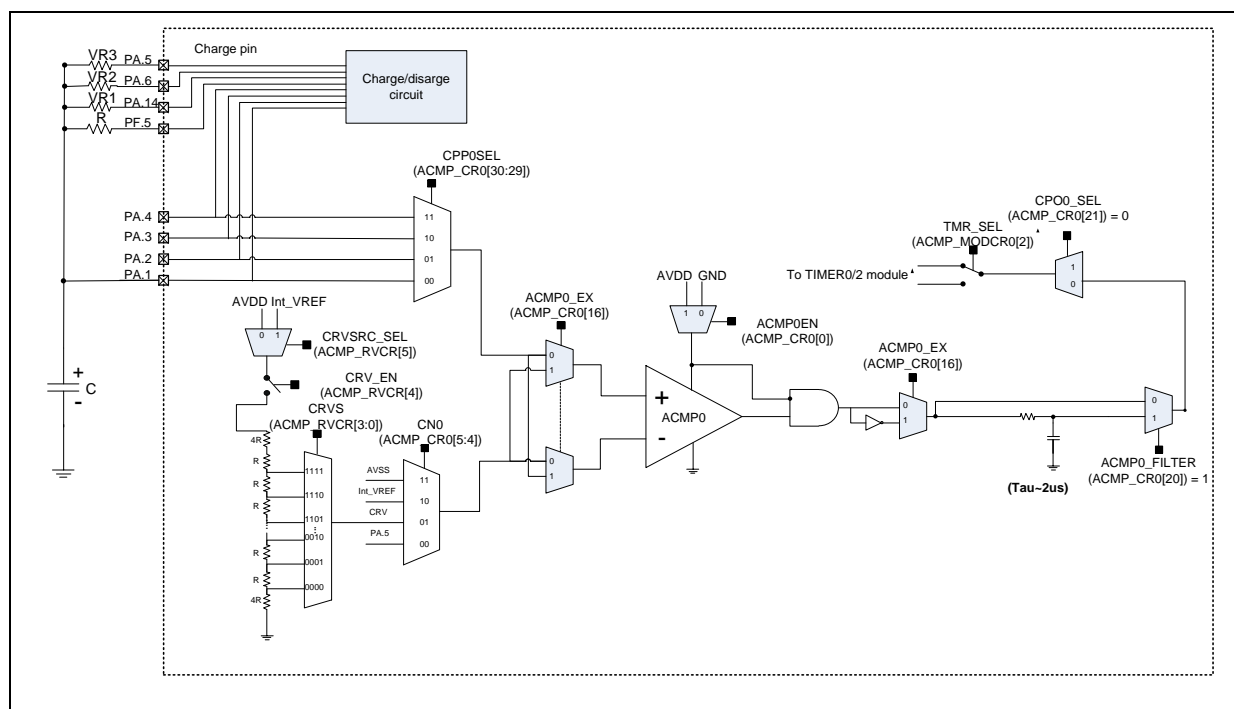 VR3 PA.5 Charge pin
VR2 PA.6
VR1 PA.14
R PF.5
Charge/disarge
circuit
CPP0SEL
(ACMP_CR0[30:29])
PA.4 11
PA.3 10
PA.2 01
PA.1 00
CPO0_SEL
(ACMP_CR0[21]) = 0
TMR_SEL
(ACMP_MODCR0[2])
To TIMER0/2 module
1
0
AVDD Int_VREF
0 1
CRVSRC_SEL
(ACMP_RVCR[5])
CRV_EN
(ACMP_RVCR[4])
CRVS
(ACMP_RVCR[3:0])
+
C
-
4R
R
R
R
R
R
4R
1111
1110
1101
0010
0001
0000
CN0
(ACMP_CR0[5:4])
AVSS 11
Int_VREF 10
CRV 01
PA.5 00
ACMP0_EX
(ACMP_CR0[16])
0
1
0
1
AVDD GND
1 0
ACMP0EN
(ACMP_CR0[0])
+
ACMP0
-
ACMP0_EX
(ACMP_CR0[16])
0
1
0
1
ACMP0_FILTER
(ACMP_CR0[20]) = 1
(Tau~2us)